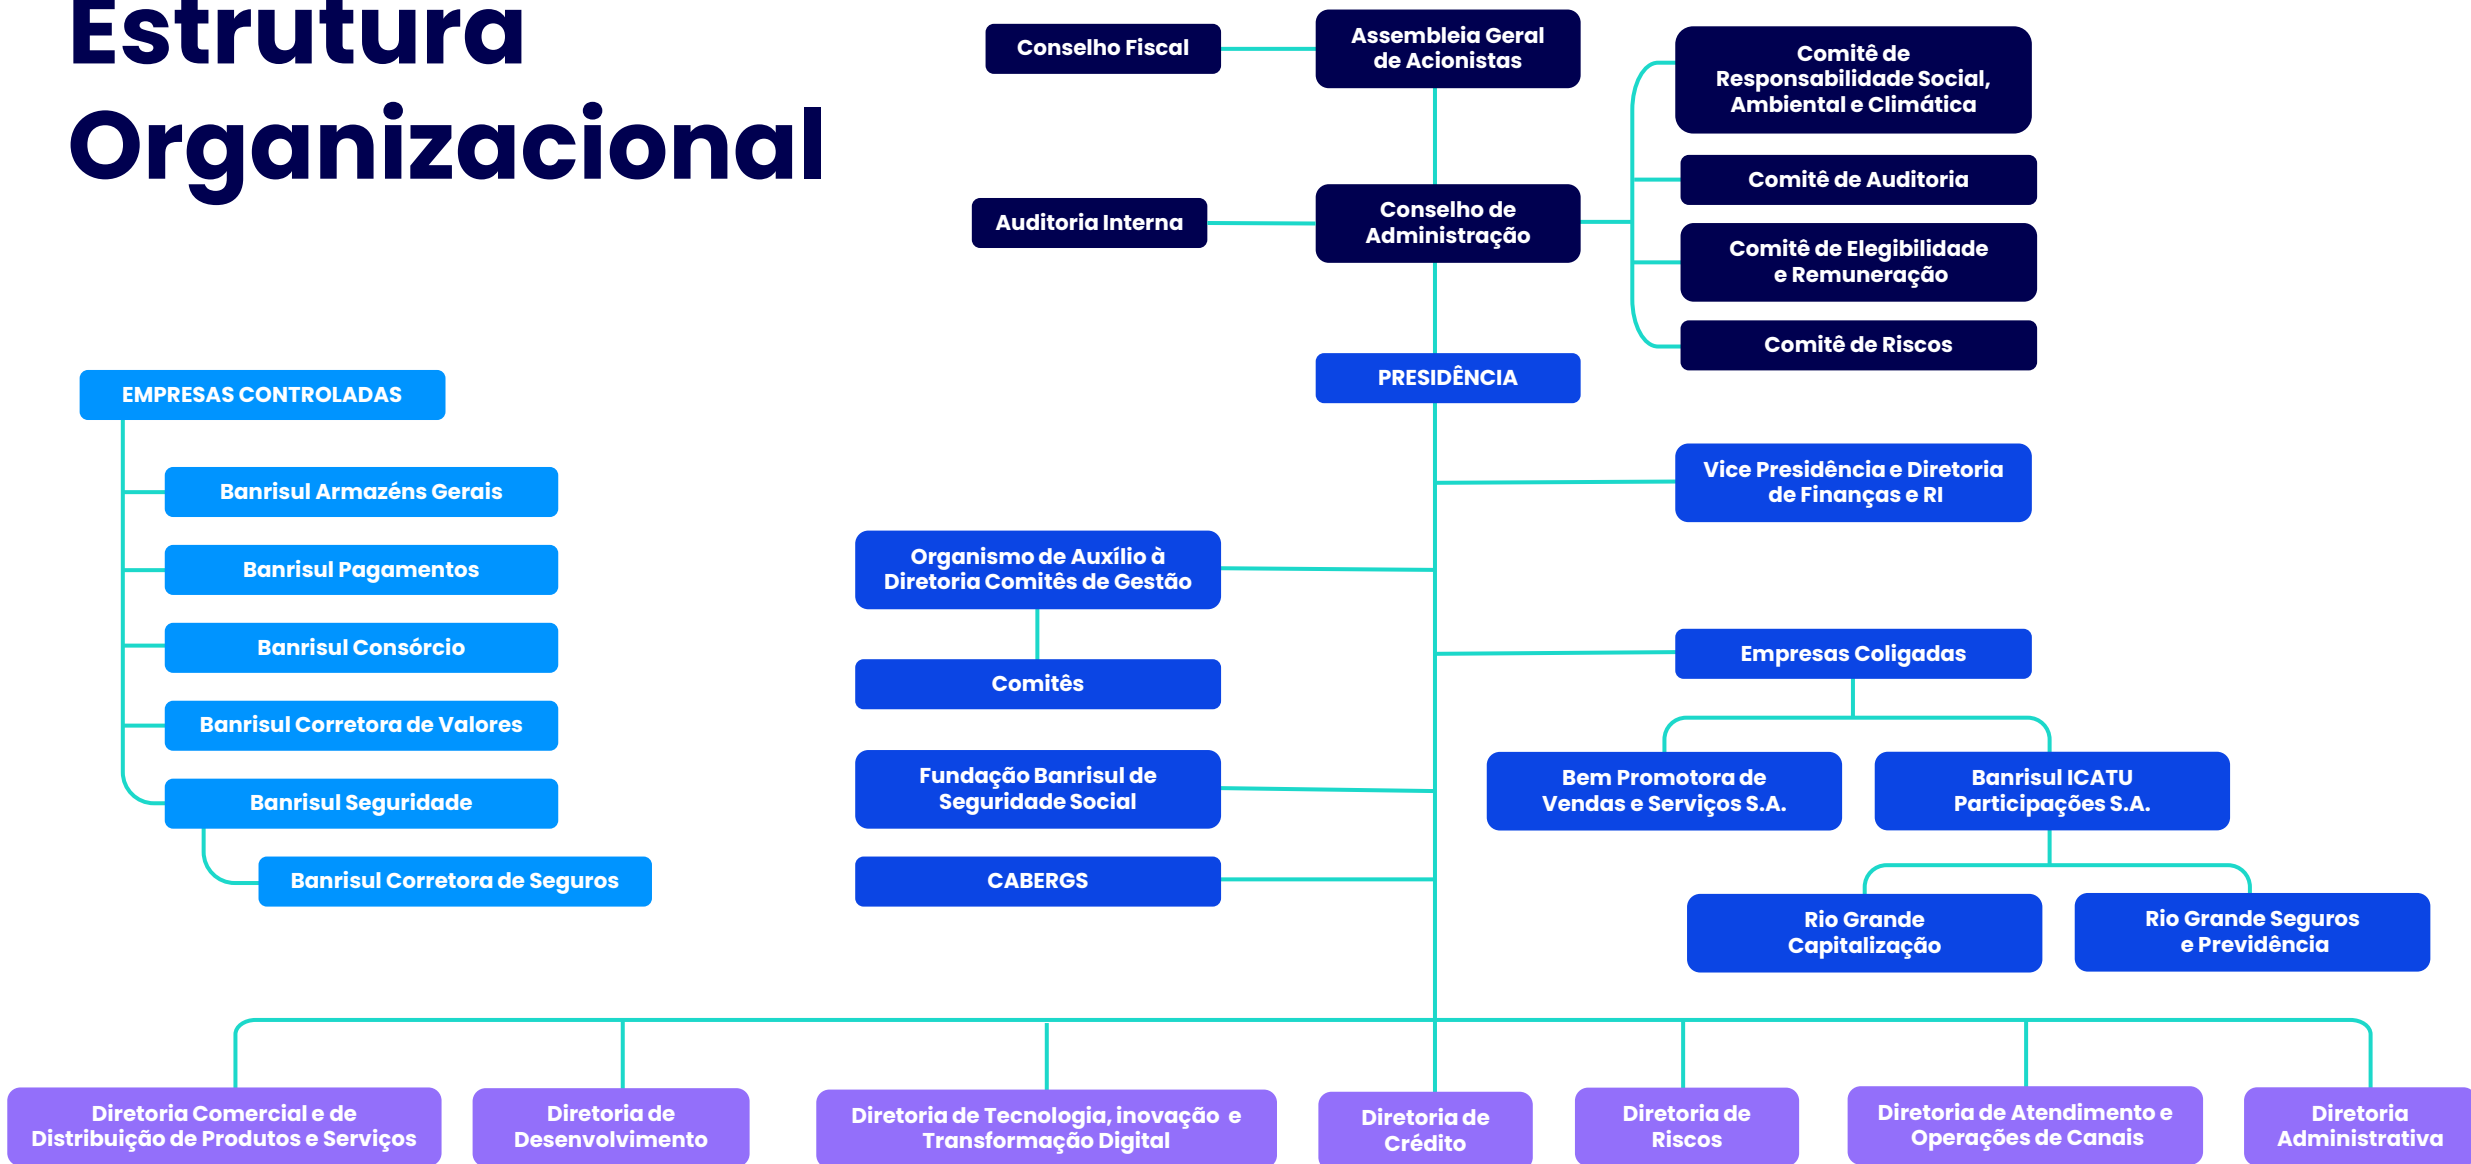 Estrutura
Organizacional
Conselho Fiscal
Assembleia Geral
de Acionistas
Comitê de
Responsabilidade Social,
Ambiental e Climática
Comitê de Auditoria
Auditoria Interna
Conselho de
Administração
Comitê de Elegibilidade
e Remuneração
Comitê de Riscos
PRESIDÊNCIA
EMPRESAS CONTROLADAS
Banrisul Armazéns Gerais
Banrisul Pagamentos
Banrisul Consórcio
Banrisul Corretora de Valores
Banrisul Seguridade
Banrisul Corretora de Seguros
Vice Presidência e Diretoria
de Finanças e RI
Organismo de Auxílio à
Diretoria Comitês de Gestão
Comitês
Fundação Banrisul de
Seguridade Social
CABERGS
Empresas Coligadas
Bem Promotora de
Vendas e Serviços S.A.
Banrisul ICATU
Participações S.A.
Rio Grande
Capitalização
Rio Grande Seguros
e Previdência
Diretoria Comercial e de
Distribuição de Produtos e Serviços
Diretoria de
Desenvolvimento
Diretoria de Tecnologia, inovação e
Transformação Digital
Diretoria de
Crédito
Diretoria de
Riscos
Diretoria de Atendimento e
Operações de Canais
Diretoria
Administrativa